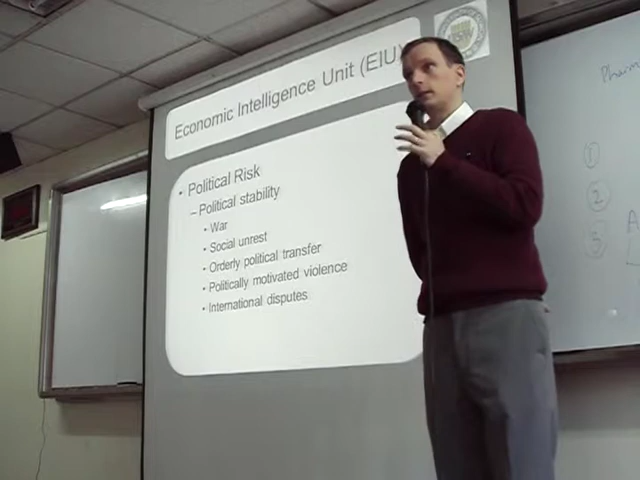 Economic Intelligence Unit (EIU)
• Political Risk
– Political stability
• War
• Social unrest
• Orderly political transfer
• Politically motivated violence
• International disputes
1
2
3